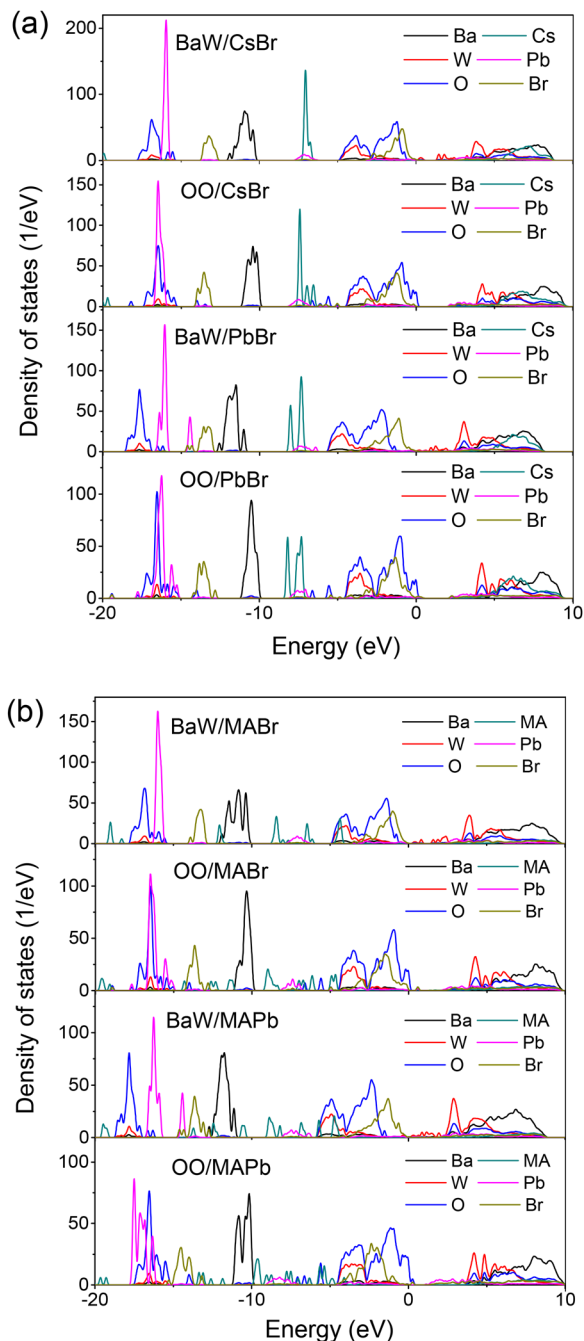 (a)
BaW/CsBr
Ba Cs
W Pb
O Br
200
100
0
OO/CsBr
Ba Cs
W Pb
O Br
150
100
50
0
BaW/PbBr
Ba Cs
W Pb
O Br
150
100
50
0
OO/PbBr
Ba Cs
W Pb
O Br
100
50
0
Density of states (1/eV)
-20 -10 0 10
Energy (eV)
(b)
BaW/MABr
Ba MA
W Pb
O Br
150
100
50
0
OO/MABr
Ba MA
W Pb
O Br
100
50
0
BaW/MAPb
Ba MA
W Pb
O Br
100
50
0
OO/MAPb
Ba MA
W Pb
O Br
100
50
0
Density of states (1/eV)
-20 -10 0 10
Energy (eV)